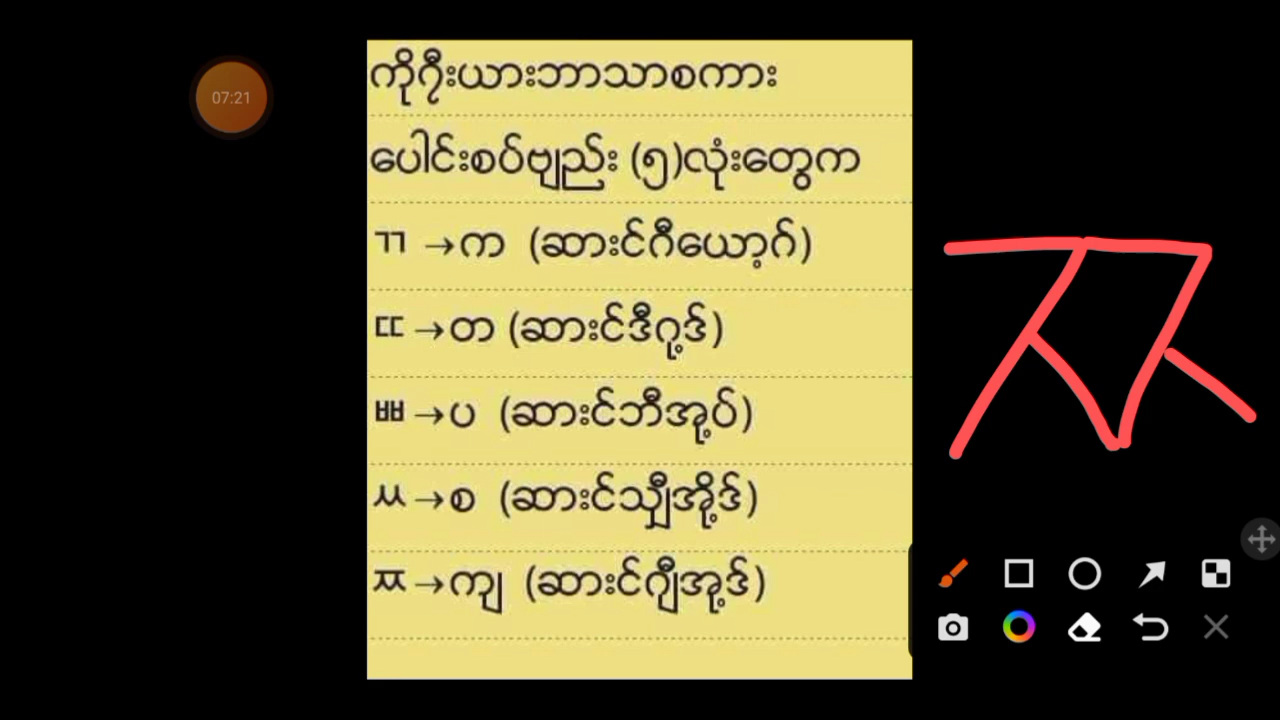 07:21
ကိုဂျီးယားဘာသာစကား
ပေါင်းစပ်ဗျည်း (၅)လုံးတွေက
ㄲ →က (ဆားင်ဂီယော့ဂ်)
ㄸ →တ (ဆားင်ဒီဂု့ဒ်)
ㅃ →ပ (ဆားင်ဘီအု့ပ်)
ㅆ →စ (ဆားင်သျှီအို့ဒ်)
ㅉ →ကျ (ဆားင်ဂျီအု့ဒ်)
ㅉ